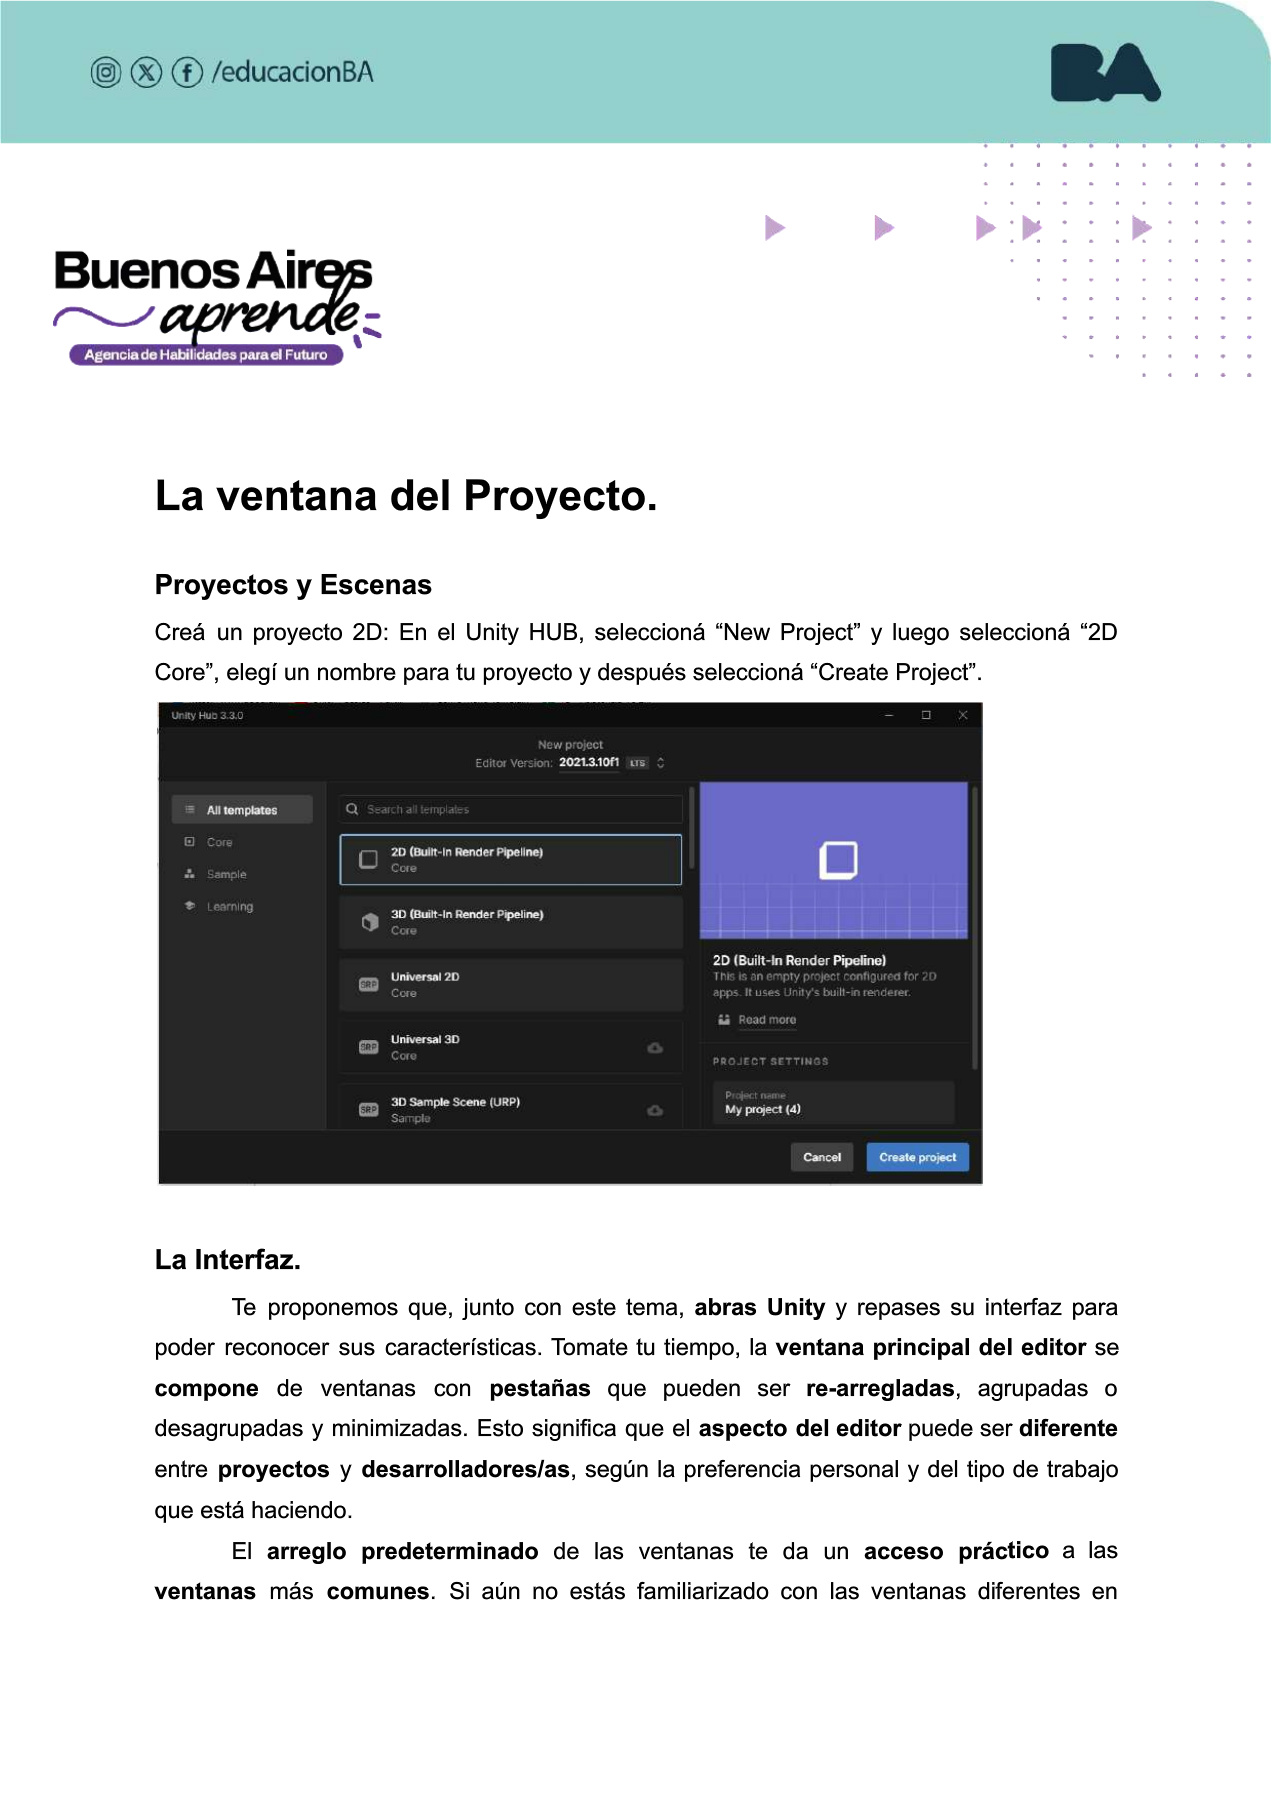 /educacionBA
BA
Buenos Aires
aprende
Agencia de Habilidades para el Futuro
La ventana del Proyecto.
Proyectos y Escenas
Creá un proyecto 2D: En el Unity HUB, seleccioná “New Project” y luego seleccioná “2D
Core”, elegí un nombre para tu proyecto y después seleccioná “Create Project”.
Unity Hub 3.3.0
New project
Editor Version: 2021.3.10f1 LTS
All templates
Core
Sample
Learning
Search all templates
2D (Built-In Render Pipeline)
Core
3D (Built-In Render Pipeline)
Core
SRP
Universal 2D
Core
SRP
Universal 3D
Core
SRP
3D Sample Scene (URP)
Sample
2D (Built-In Render Pipeline)
This is an empty project configured for 2D
apps. It uses Unity's built-in renderer.
Read more
PROJECT SETTINGS
Project name
My project (4)
Cancel
Create project
La Interfaz.
Te proponemos que, junto con este tema, abras Unity y repases su interfaz para
poder reconocer sus características. Tomate tu tiempo, la ventana principal del editor se
compone de ventanas con pestañas que pueden ser re-arregladas, agrupadas o
desagrupadas y minimizadas. Esto significa que el aspecto del editor puede ser diferente
entre proyectos y desarrolladores/as, según la preferencia personal y del tipo de trabajo
que está haciendo.
El arreglo predeterminado de las ventanas te da un acceso práctico a las
ventanas más comunes. Si aún no estás familiarizado con las ventanas diferentes en